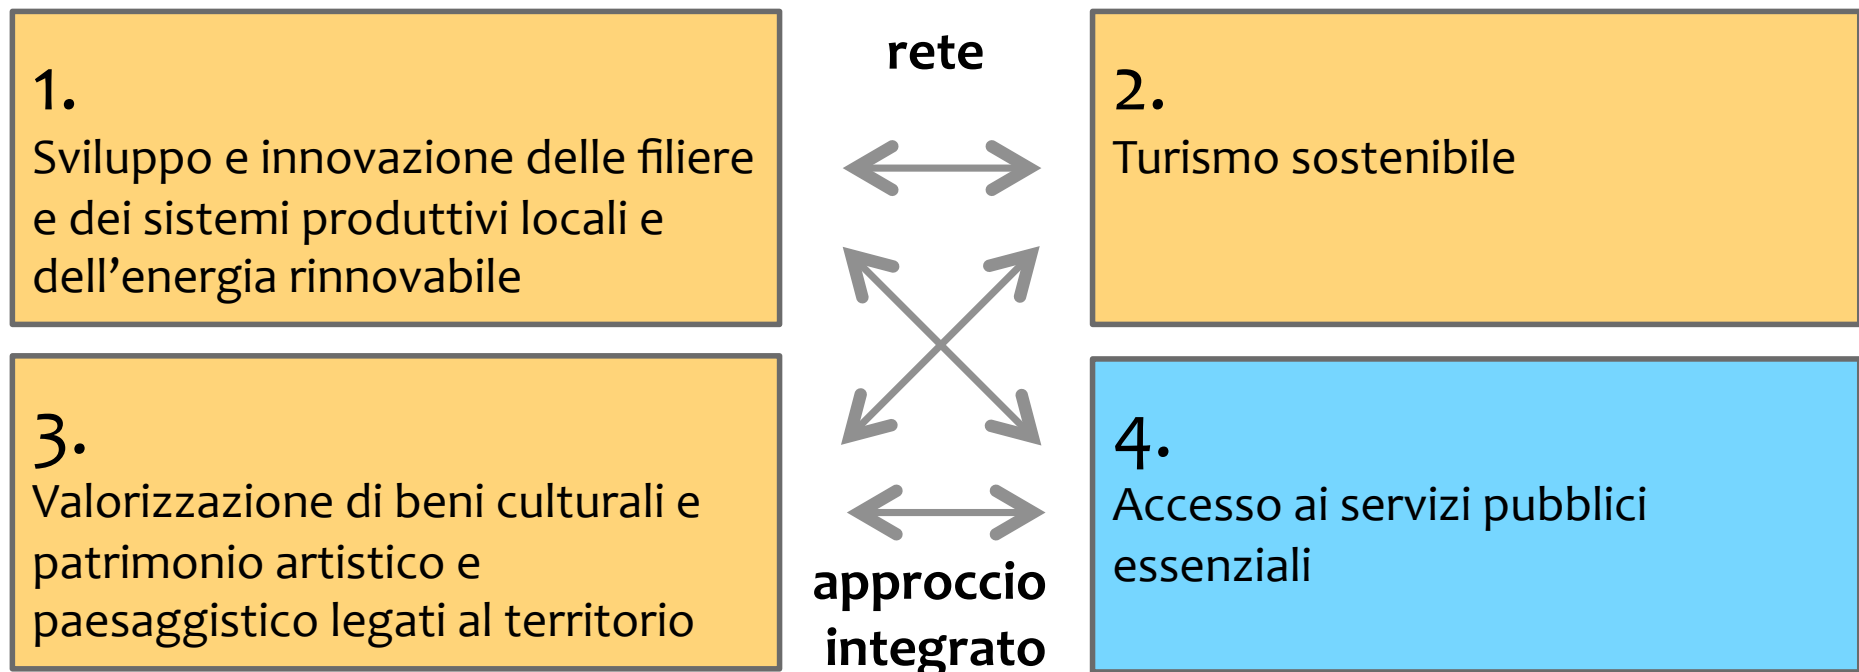 1.
Sviluppo e innovazione delle filiere
e dei sistemi produttivi locali e
dell’energia rinnovabile
rete
2.
Turismo sostenibile
3.
Valorizzazione di beni culturali e
patrimonio artistico e
paesaggistico legati al territorio
approccio
integrato
4.
Accesso ai servizi pubblici
essenziali